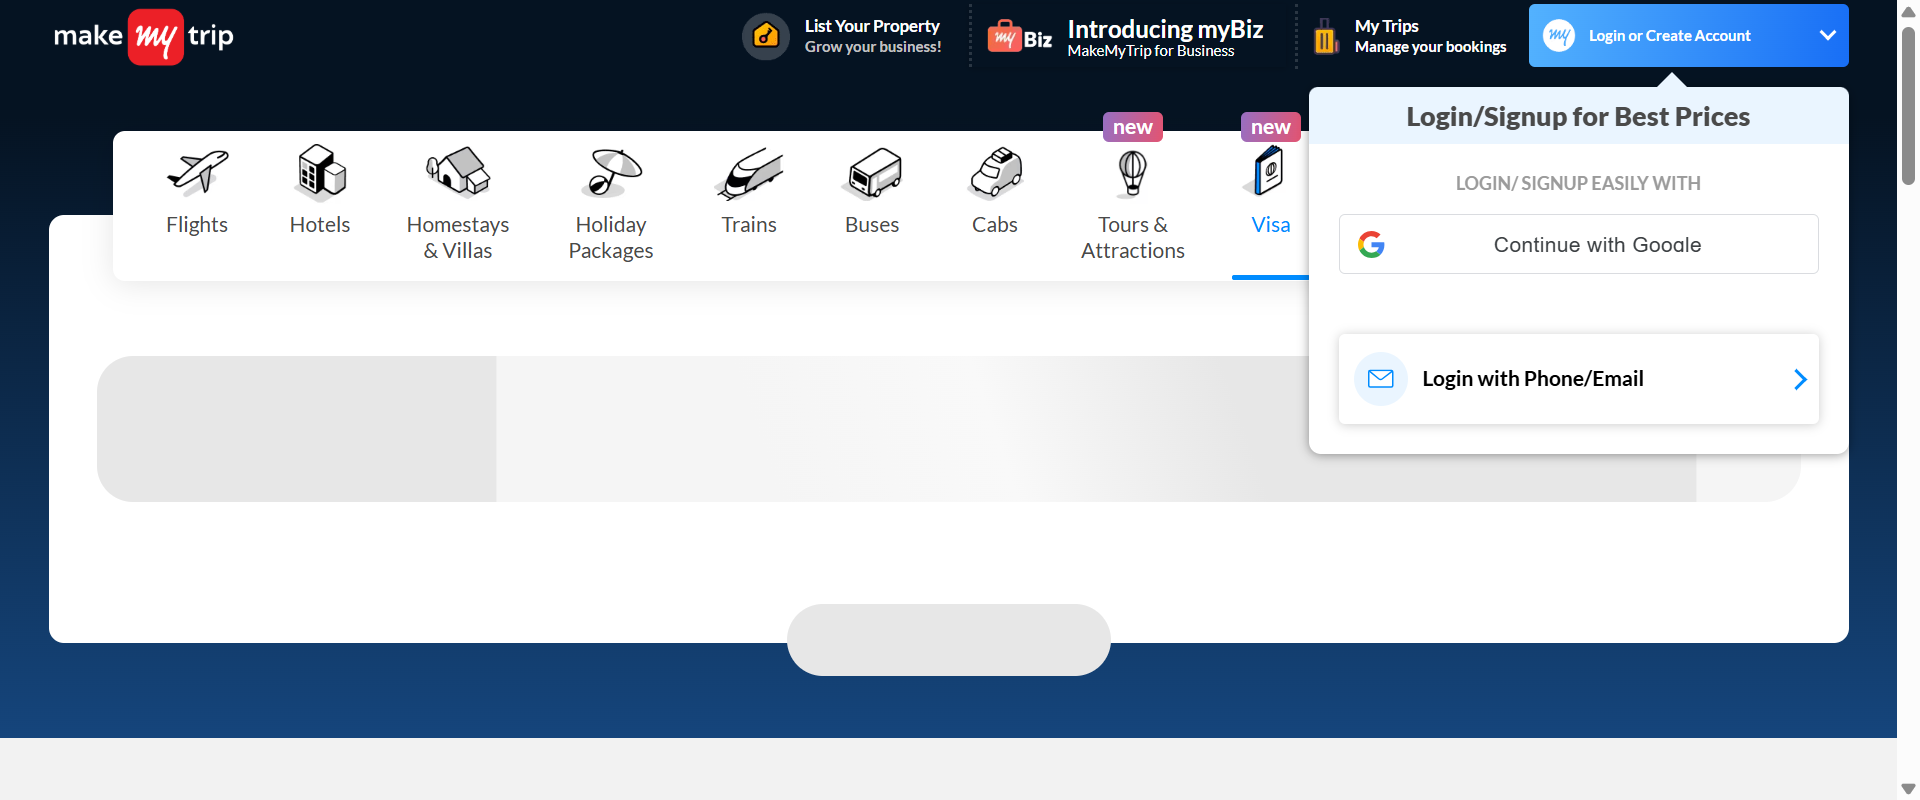 make my trip
List Your Property
Grow your business!
my Biz
Introducing myBiz
MakeMyTrip for Business
My Trips
Manage your bookings
my
Login or Create Account
Login/Signup for Best Prices
LOGIN/ SIGNUP EASILY WITH
Continue with Google
Login with Phone/Email
new
new
Flights
Hotels
Homestays
& Villas
Holiday
Packages
Trains
Buses
Cabs
Tours &
Attractions
Visa